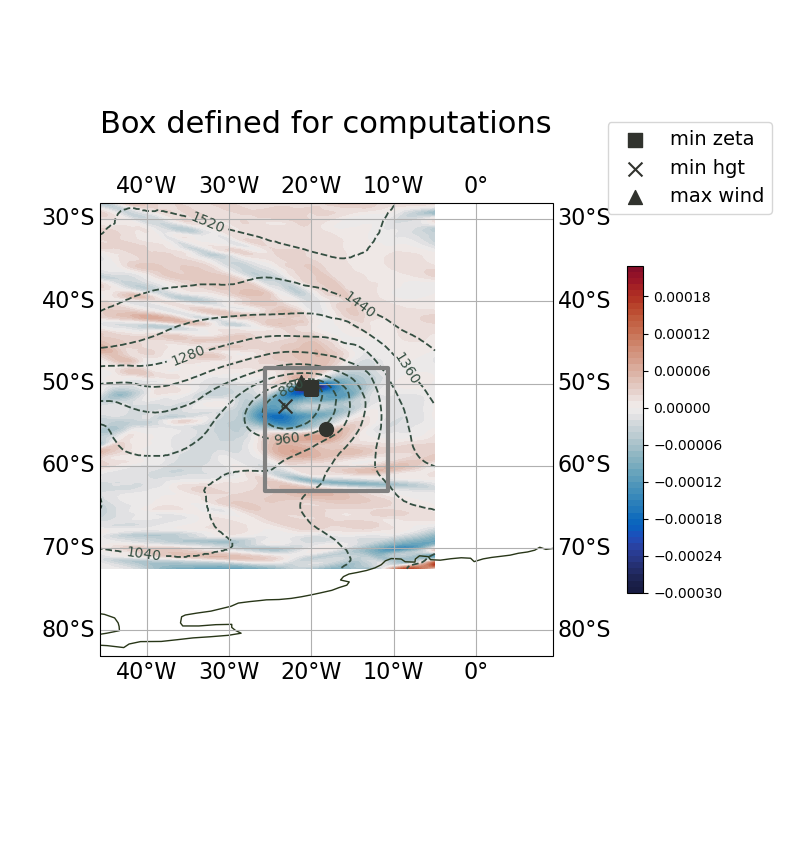 Box defined for computations
min zeta
min hgt
max wind
40°W 30°W 20°W 10°W 0°
30°S 30°S
40°S 40°S
50°S 50°S
60°S 60°S
70°S 70°S
80°S 80°S
40°W 30°W 20°W 10°W 0°
1520
1440
1360
1280
960
1040
0.00018
0.00012
0.00006
0.00000
−0.00006
−0.00012
−0.00018
−0.00024
−0.00030